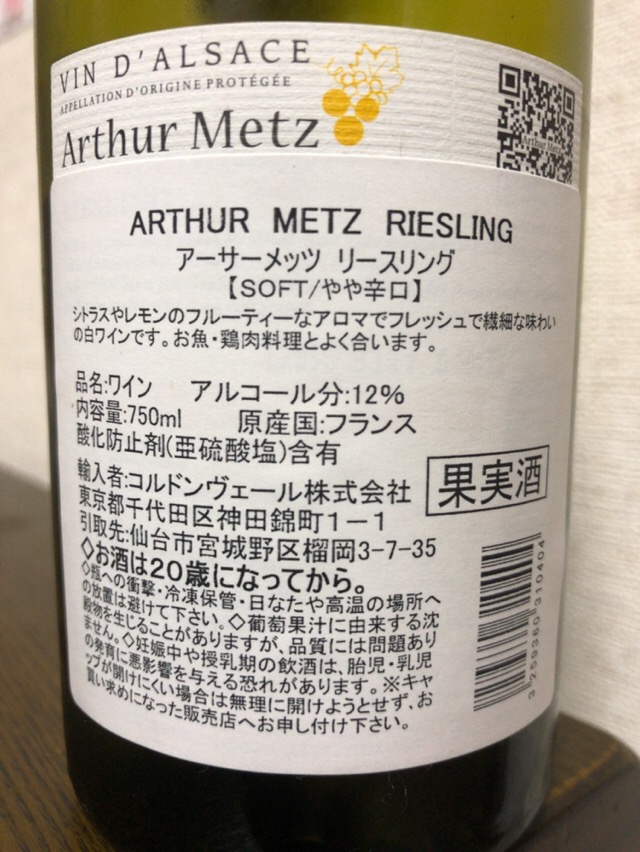 VIN D'ALSACE
APPELLATION D'ORIGINE PROTÉGÉE
Arthur Metz
Arthur Metz
ARTHUR METZ RIESLING
アーサーメッツ リースリング
【SOFT/やや辛口】
シトラスやレモンのフルーティーなアロマでフレッシュで繊細な味わい
の白ワインです。お魚・鶏肉料理とよく合います。
品名:ワイン アルコール分:12%
内容量:750ml 原産国:フランス
酸化防止剤(亜硫酸塩)含有
輸入者:コルドンヴェール株式会社
東京都千代田区神田錦町1-1
引取先:仙台市宮城野区榴岡3-7-35
果実酒
◇お酒は20歳になってから。
◇瓶への衝撃・冷凍保管・日なたや高温の場所へ
の放置は避けて下さい。◇葡萄果汁に由来する沈
殿物を生じることがありますが、品質には問題あり
ません。◇妊娠中や授乳期の飲酒は、胎児・乳児
の発育に悪影響を与える恐れがあります。※キャ
ップが開けにくい場合は無理に開けようとせず、お
買い求めになった販売店へお申し付け下さい。
3 259360 310404